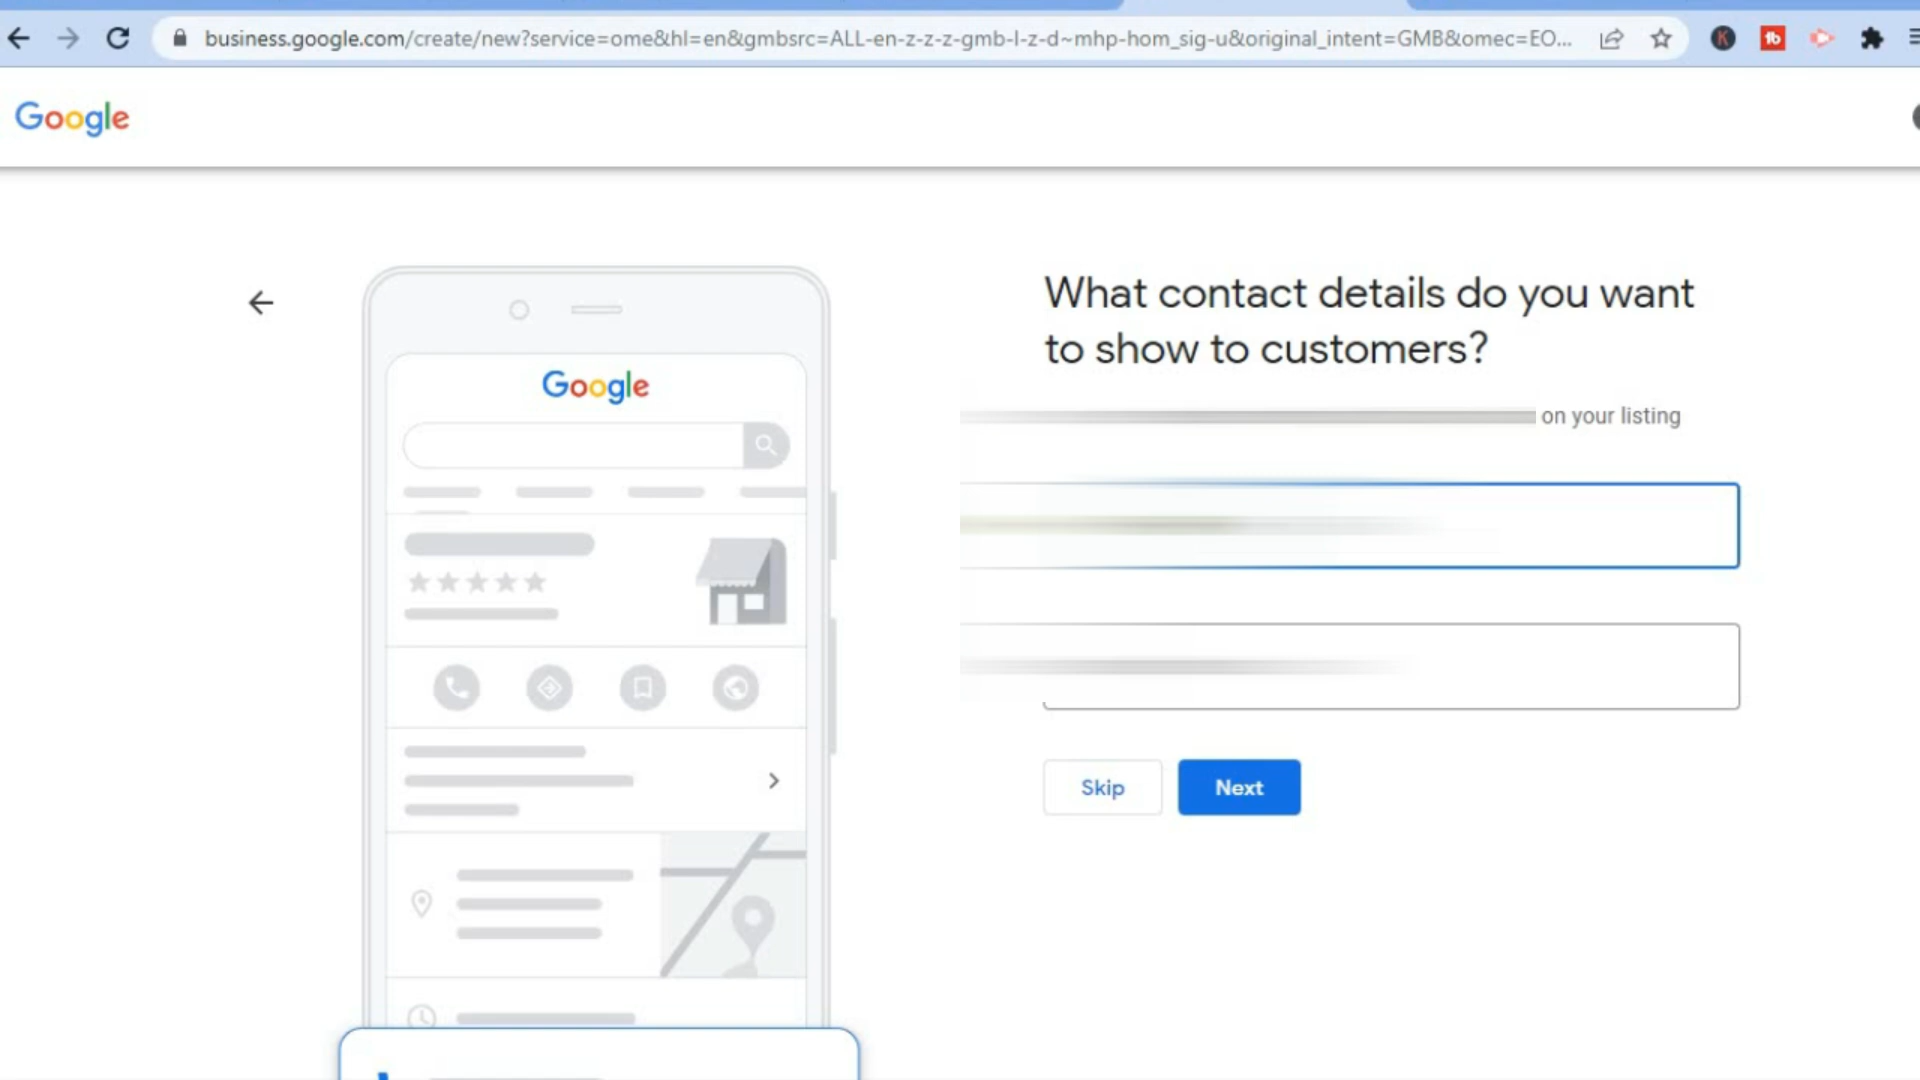 business.google.com/create/new?service=ome&hl=en&gmbsrc=ALL-en-z-z-z-gmb-l-z-d~mhp-hom_sig-u&original_intent=GMB&omec=EO...
K
Google
What contact details do you want
to show to customers?
on your listing
Google
Skip
Next